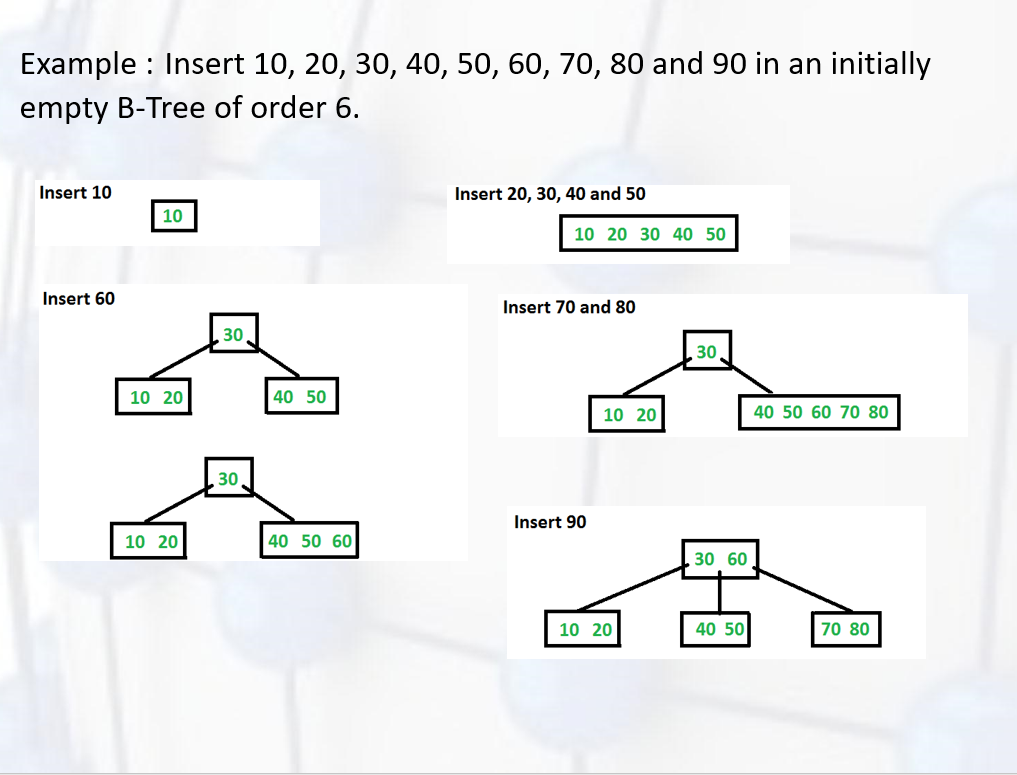 Example : Insert 10, 20, 30, 40, 50, 60, 70, 80 and 90 in an initially
empty B-Tree of order 6.
Insert 10
10
Insert 20, 30, 40 and 50
10 20 30 40 50
Insert 60
30
10 20
40 50
30
10 20
40 50 60
Insert 70 and 80
30
10 20
40 50 60 70 80
Insert 90
30 60
10 20
40 50
70 80